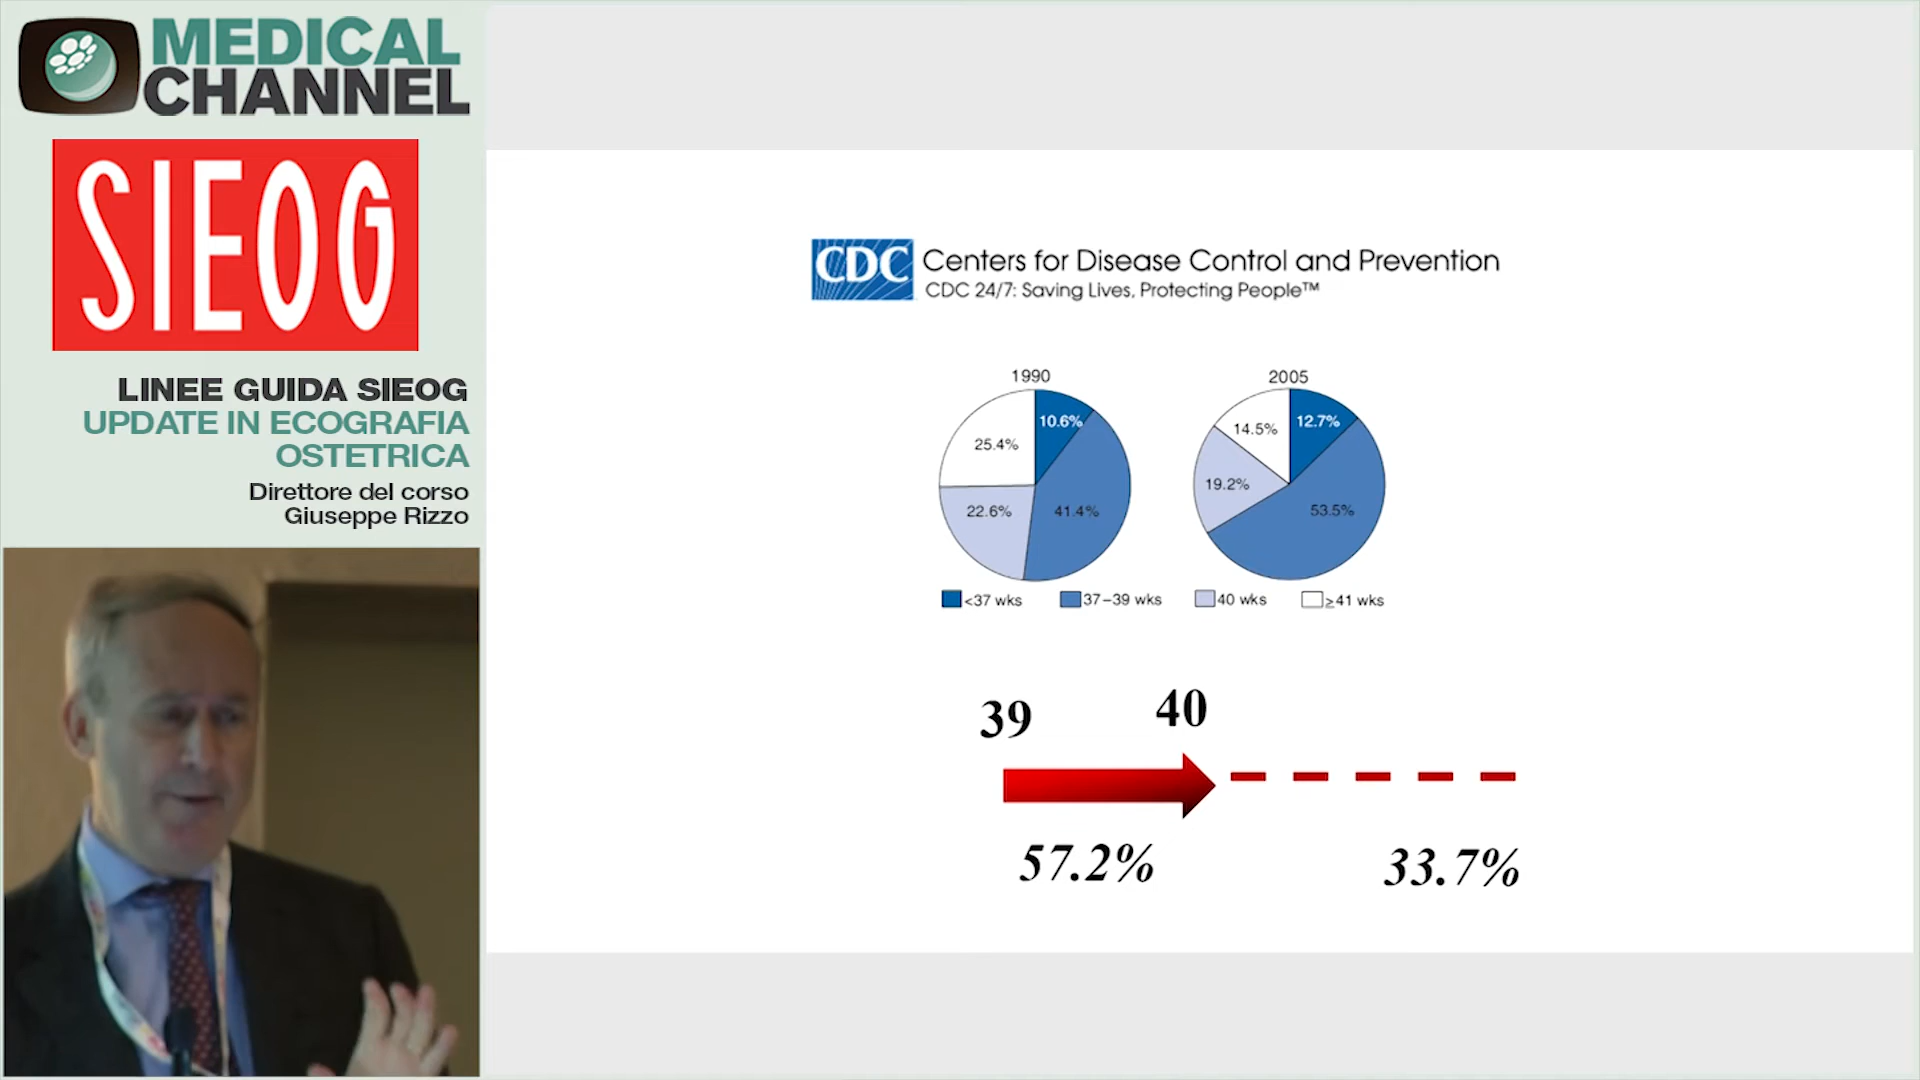 MEDICAL
CHANNEL
SIEOG
LINEE GUIDA SIEOG
UPDATE IN ECOGRAFIA
OSTETRICA
Direttore del corso
Giuseppe Rizzo
CDC Centers for Disease Control and Prevention
CDC 24/7: Saving Lives, Protecting People™
1990
10.6%
25.4%
22.6%
41.4%
2005
12.7%
14.5%
19.2%
53.5%
<37 wks 37–39 wks 40 wks ≥41 wks
39 40
57.2% 33.7%